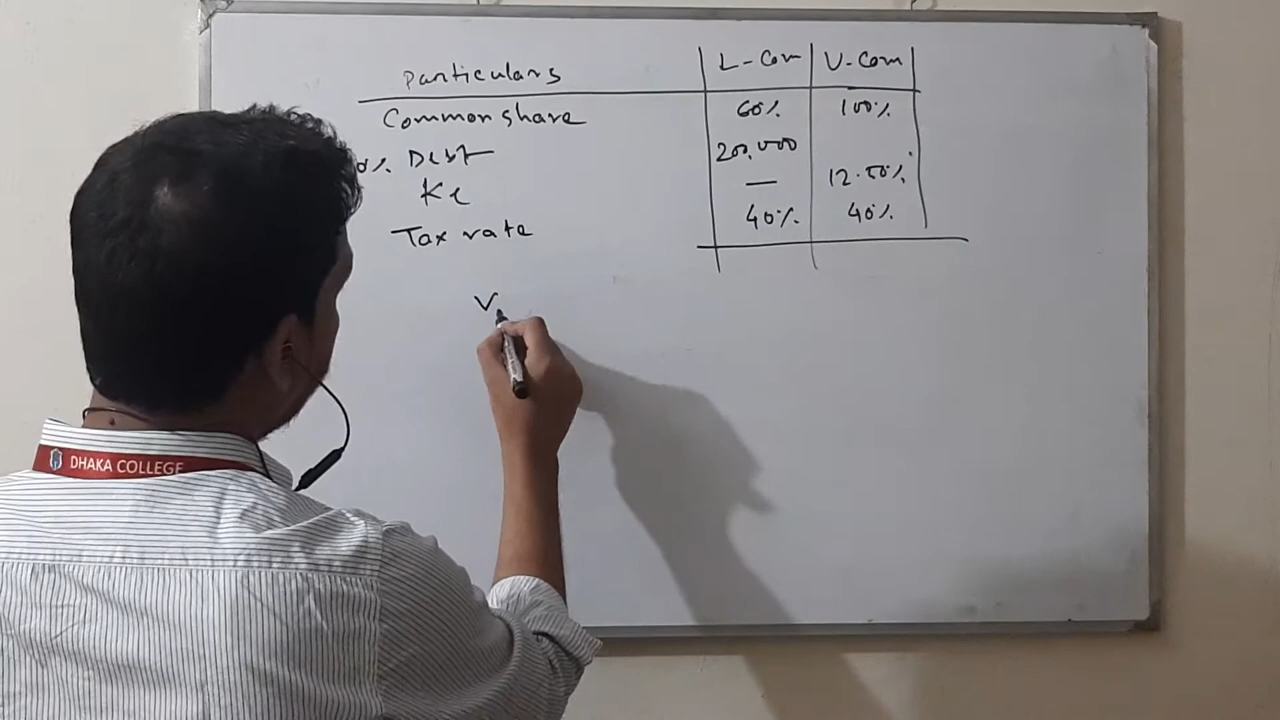 Particulars L-Com U-Com
Common share 60% 100%
0% Debt 200,000
Ke — 12.50%
Tax rate 40% 40%
V
DHAKA COLLEGE